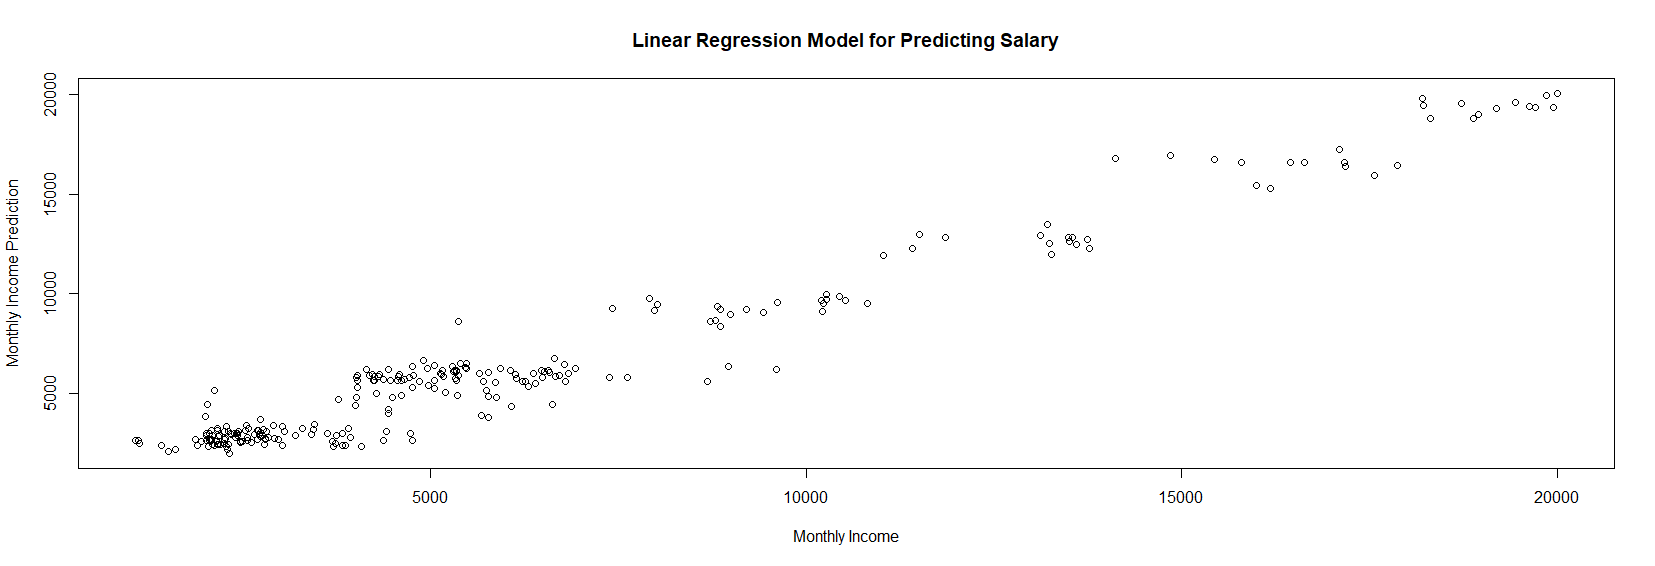 Linear Regression Model for Predicting Salary
Monthly Income Prediction
20000
15000
10000
5000
5000 10000 15000 20000
Monthly Income